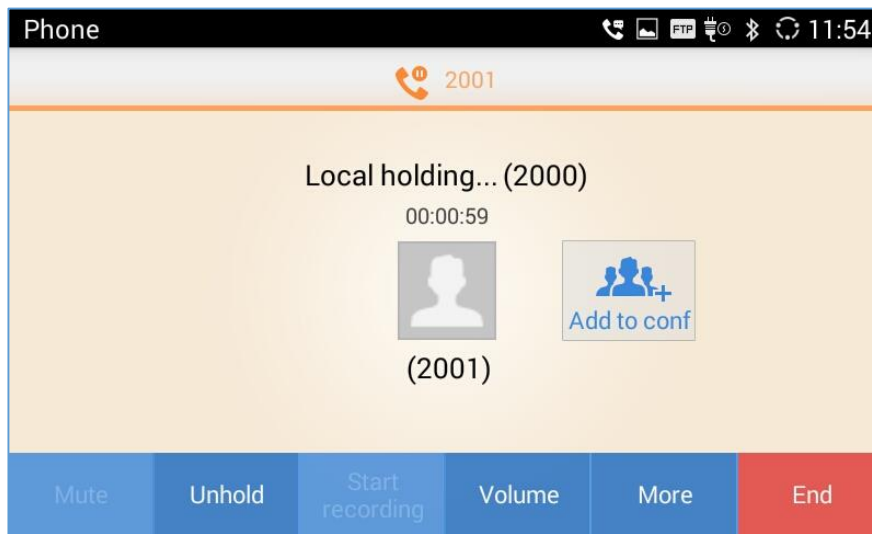 Phone
FTP
11:54
2001
Local holding... (2000)
00:00:59
Add to conf
(2001)
Mute
Unhold
Start
recording
Volume
More
End